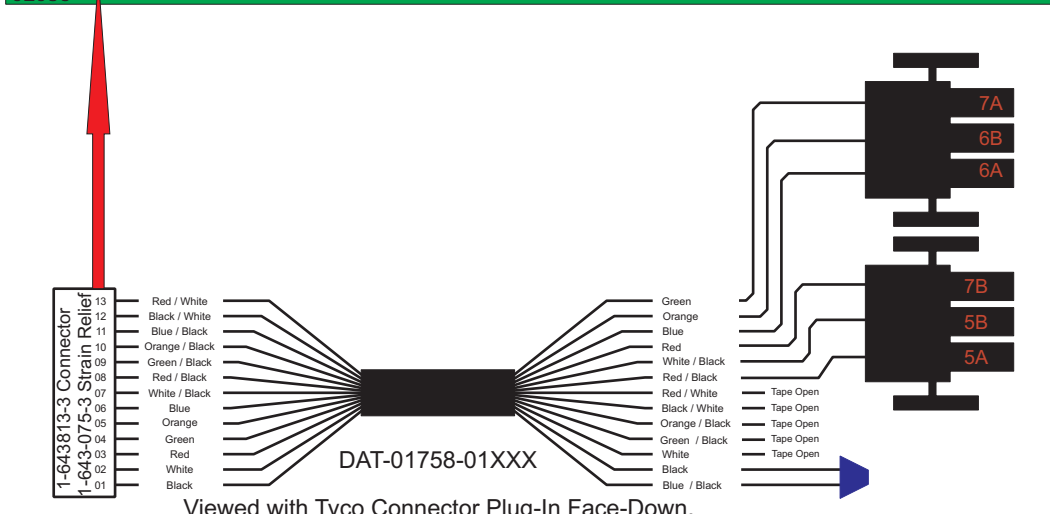 7A
6B
6A
7B
5B
5A
1-643813-3 Connector
1-643-075-3 Strain Relief
13 Red / White
12 Black / White
11 Blue / Black
10 Orange / Black
09 Green / Black
08 Red / Black
07 White / Black
06 Blue
05 Orange
04 Green
03 Red
02 White
01 Black
DAT-01758-01XXX
Green
Orange
Blue
Red
White / Black
Red / Black
Red / White Tape Open
Black / White Tape Open
Orange / Black Tape Open
Green / Black Tape Open
White Tape Open
Black
Blue / Black
Viewed with Tyco Connector Plug-In Face-Down.